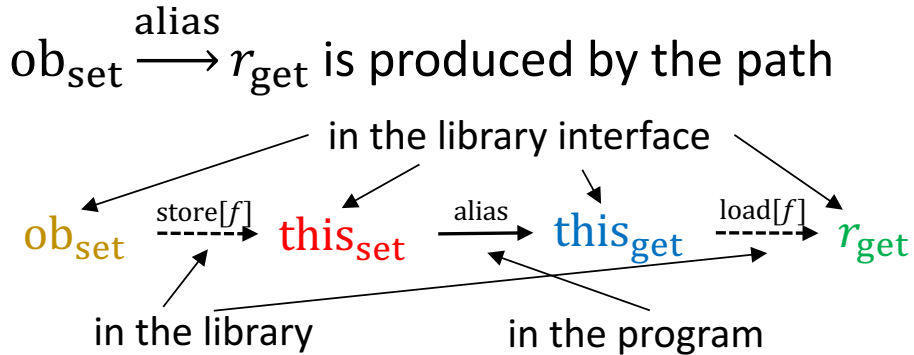 ob_set —alias→ r_get is produced by the path
in the library interface
ob_set --store[f]--> this_set —alias→ this_get --load[f]--> r_get
in the library in the program